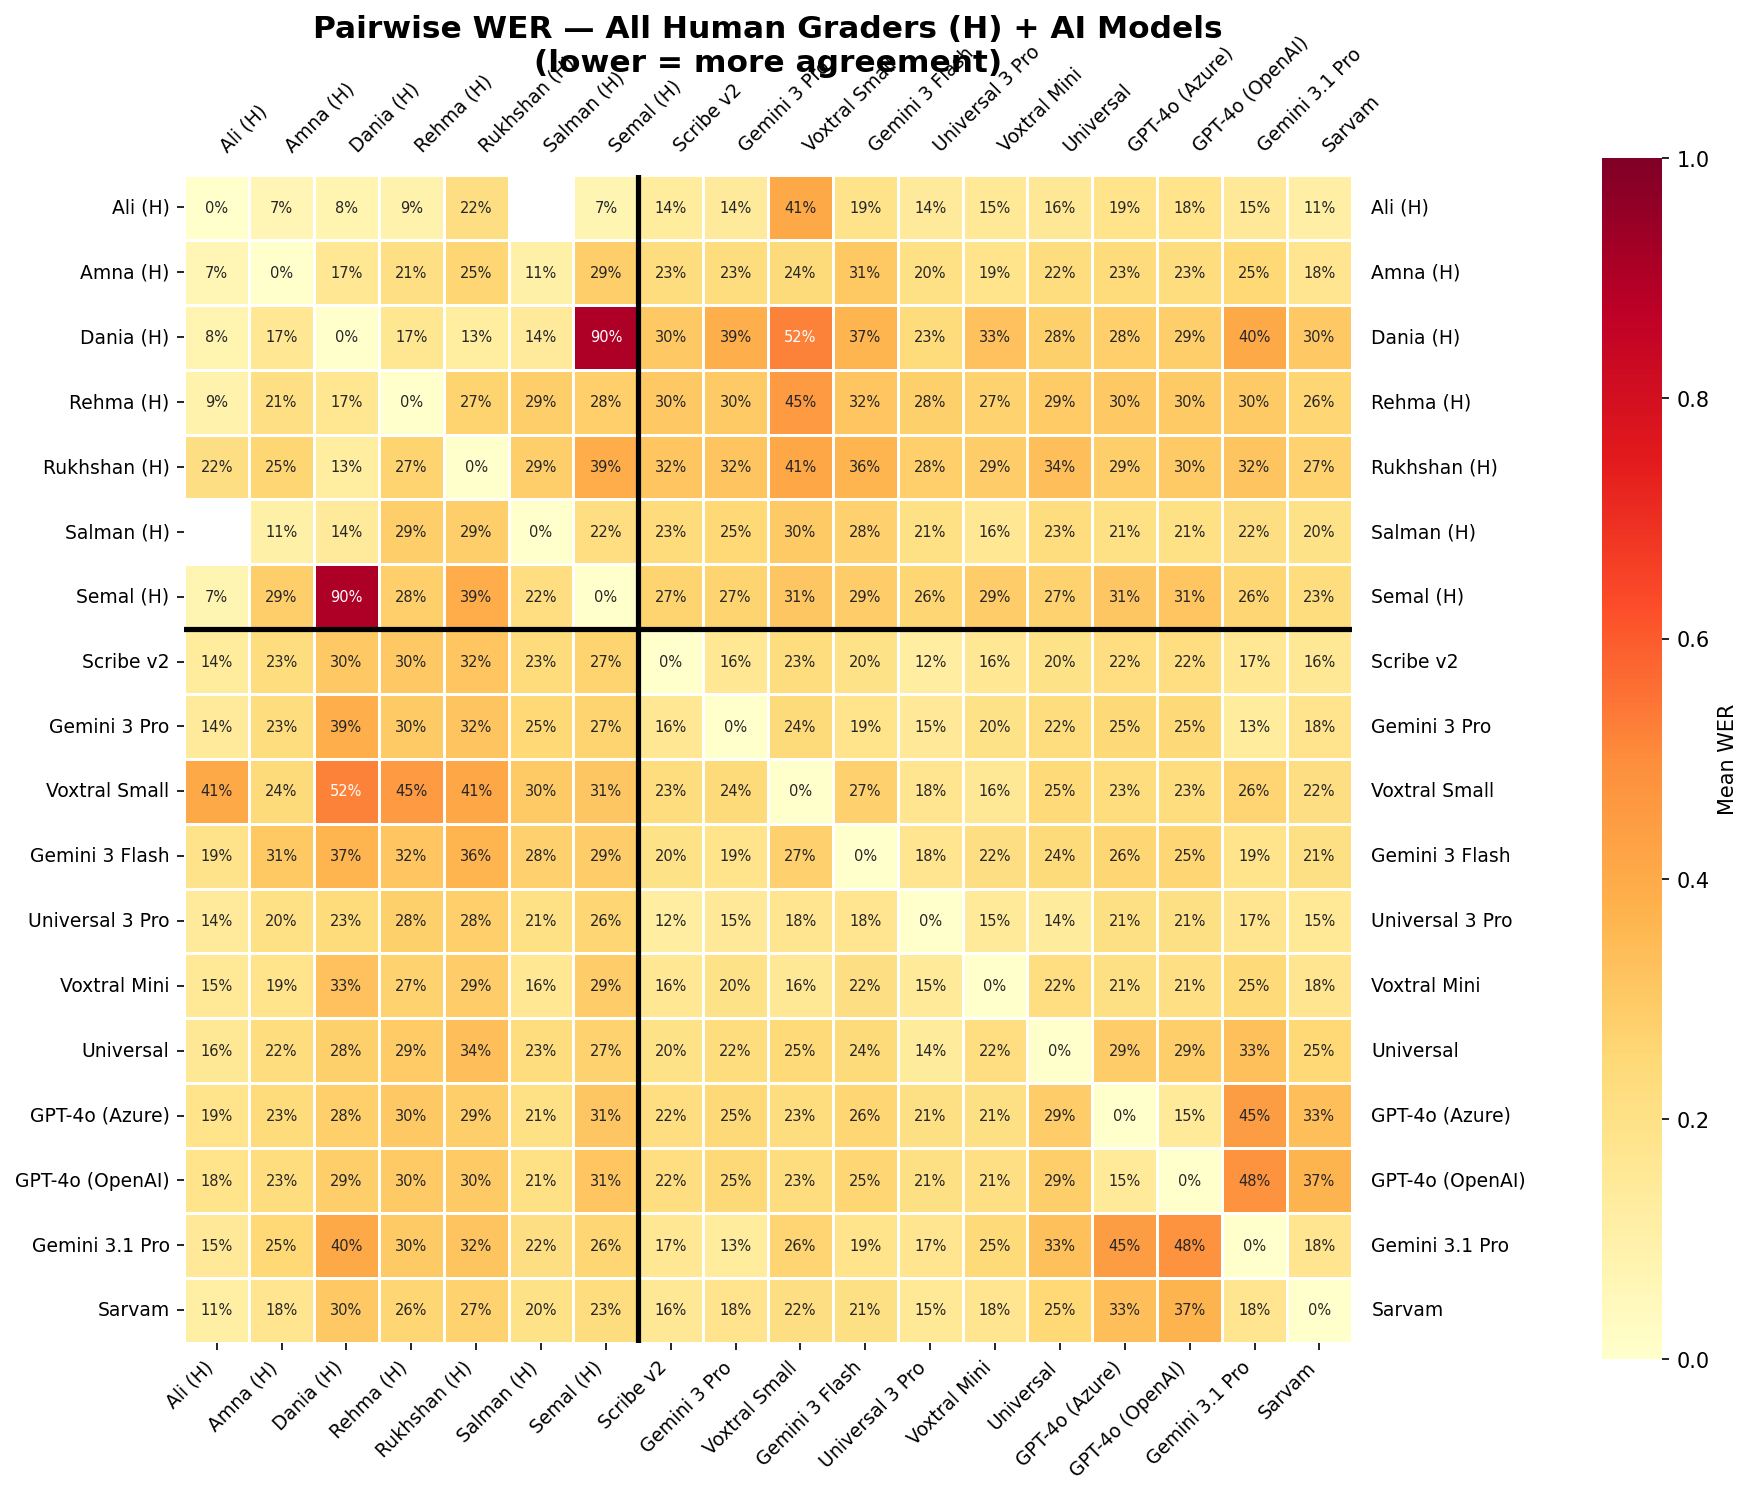 Pairwise WER — All Human Graders (H) + AI Models
(lower = more agreement)
Ali (H) Amna (H) Dania (H) Rehma (H) Rukhshan (H) Salman (H) Semal (H) Scribe v2 Gemini 3 Pro Voxtral Small Gemini 3 Flash Universal 3 Pro Voxtral Mini Universal GPT-4o (Azure) GPT-4o (OpenAI) Gemini 3.1 Pro Sarvam
Ali (H) 0% 7% 8% 9% 22% 7% 14% 14% 41% 19% 14% 15% 16% 19% 18% 15% 11% Ali (H)
Amna (H) 7% 0% 17% 21% 25% 11% 29% 23% 23% 24% 31% 20% 19% 22% 23% 23% 25% 18% Amna (H)
Dania (H) 8% 17% 0% 17% 13% 14% 90% 30% 39% 52% 37% 23% 33% 28% 28% 29% 40% 30% Dania (H)
Rehma (H) 9% 21% 17% 0% 27% 29% 28% 30% 30% 45% 32% 28% 27% 29% 30% 30% 30% 26% Rehma (H)
Rukhshan (H) 22% 25% 13% 27% 0% 29% 39% 32% 32% 41% 36% 28% 29% 34% 29% 30% 32% 27% Rukhshan (H)
Salman (H) 11% 14% 29% 29% 0% 22% 23% 25% 30% 28% 21% 16% 23% 21% 21% 22% 20% Salman (H)
Semal (H) 7% 29% 90% 28% 39% 22% 0% 27% 27% 31% 29% 26% 29% 27% 31% 31% 26% 23% Semal (H)
Scribe v2 14% 23% 30% 30% 32% 23% 27% 0% 16% 23% 20% 12% 16% 20% 22% 22% 17% 16% Scribe v2
Gemini 3 Pro 14% 23% 39% 30% 32% 25% 27% 16% 0% 24% 19% 15% 20% 22% 25% 25% 13% 18% Gemini 3 Pro
Voxtral Small 41% 24% 52% 45% 41% 30% 31% 23% 24% 0% 27% 18% 16% 25% 23% 23% 26% 22% Voxtral Small
Gemini 3 Flash 19% 31% 37% 32% 36% 28% 29% 20% 19% 27% 0% 18% 22% 24% 26% 25% 19% 21% Gemini 3 Flash
Universal 3 Pro 14% 20% 23% 28% 28% 21% 26% 12% 15% 18% 18% 0% 15% 14% 21% 21% 17% 15% Universal 3 Pro
Voxtral Mini 15% 19% 33% 27% 29% 16% 29% 16% 20% 16% 22% 15% 0% 22% 21% 21% 25% 18% Voxtral Mini
Universal 16% 22% 28% 29% 34% 23% 27% 20% 22% 25% 24% 14% 22% 0% 29% 29% 33% 25% Universal
GPT-4o (Azure) 19% 23% 28% 30% 29% 21% 31% 22% 25% 23% 26% 21% 21% 29% 0% 15% 45% 33% GPT-4o (Azure)
GPT-4o (OpenAI) 18% 23% 29% 30% 30% 21% 31% 22% 25% 23% 25% 21% 21% 29% 15% 0% 48% 37% GPT-4o (OpenAI)
Gemini 3.1 Pro 15% 25% 40% 30% 32% 22% 26% 17% 13% 26% 19% 17% 25% 33% 45% 48% 0% 18% Gemini 3.1 Pro
Sarvam 11% 18% 30% 26% 27% 20% 23% 16% 18% 22% 21% 15% 18% 25% 33% 37% 18% 0% Sarvam
Ali (H) Amna (H) Dania (H) Rehma (H) Rukhshan (H) Salman (H) Semal (H) Scribe v2 Gemini 3 Pro Voxtral Small Gemini 3 Flash Universal 3 Pro Voxtral Mini Universal GPT-4o (Azure) GPT-4o (OpenAI) Gemini 3.1 Pro Sarvam
1.0
0.8
0.6
0.4
0.2
0.0
Mean WER